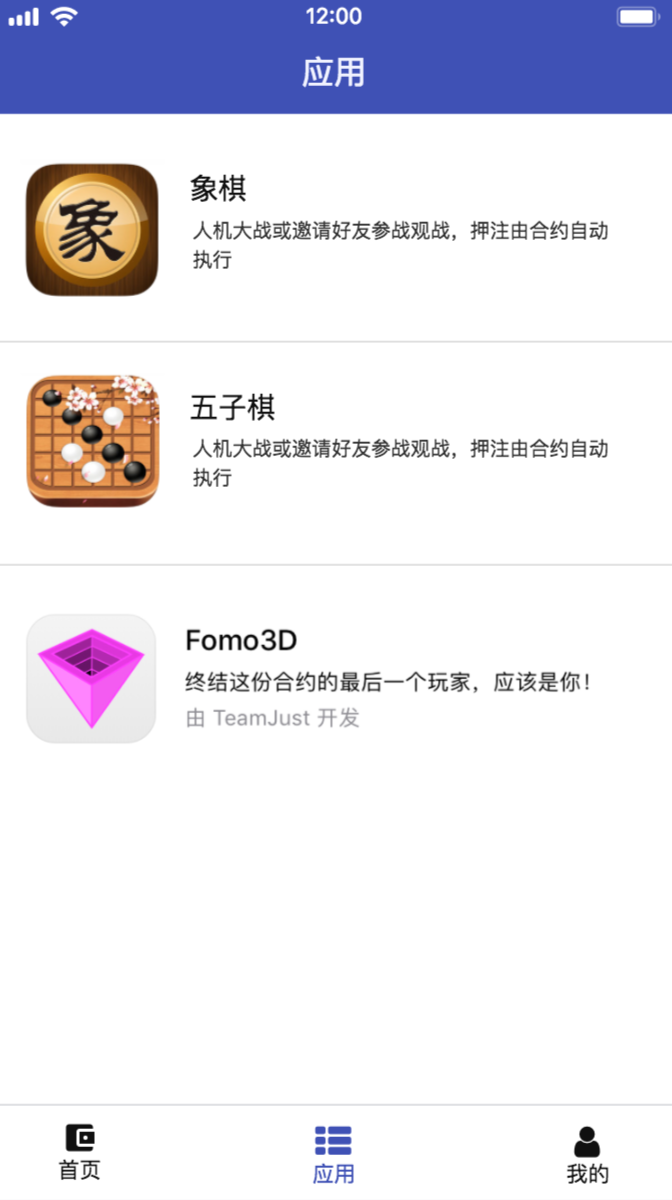 12:00
应用
象
象棋
人机大战或邀请好友参战观战，押注由合约自动
执行
五子棋
人机大战或邀请好友参战观战，押注由合约自动
执行
Fomo3D
终结这份合约的最后一个玩家，应该是你！
由 TeamJust 开发
首页
应用
我的